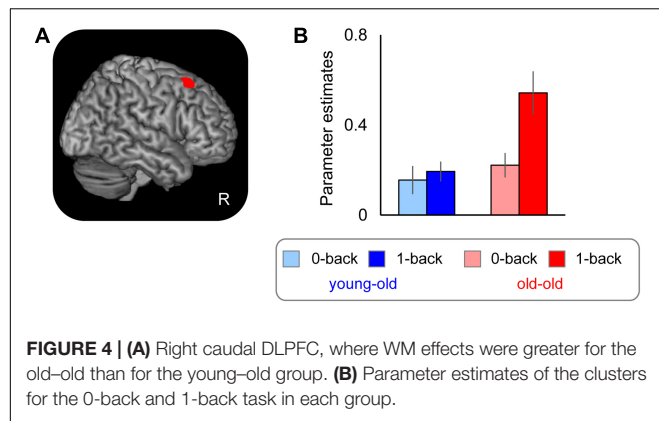 A
B
R
Parameter estimates
0.8
0.4
0
0-back 1-back 0-back 1-back
young-old old-old
FIGURE 4 | (A) Right caudal DLPFC, where WM effects were greater for the
old–old than for the young–old group. (B) Parameter estimates of the clusters
for the 0-back and 1-back task in each group.